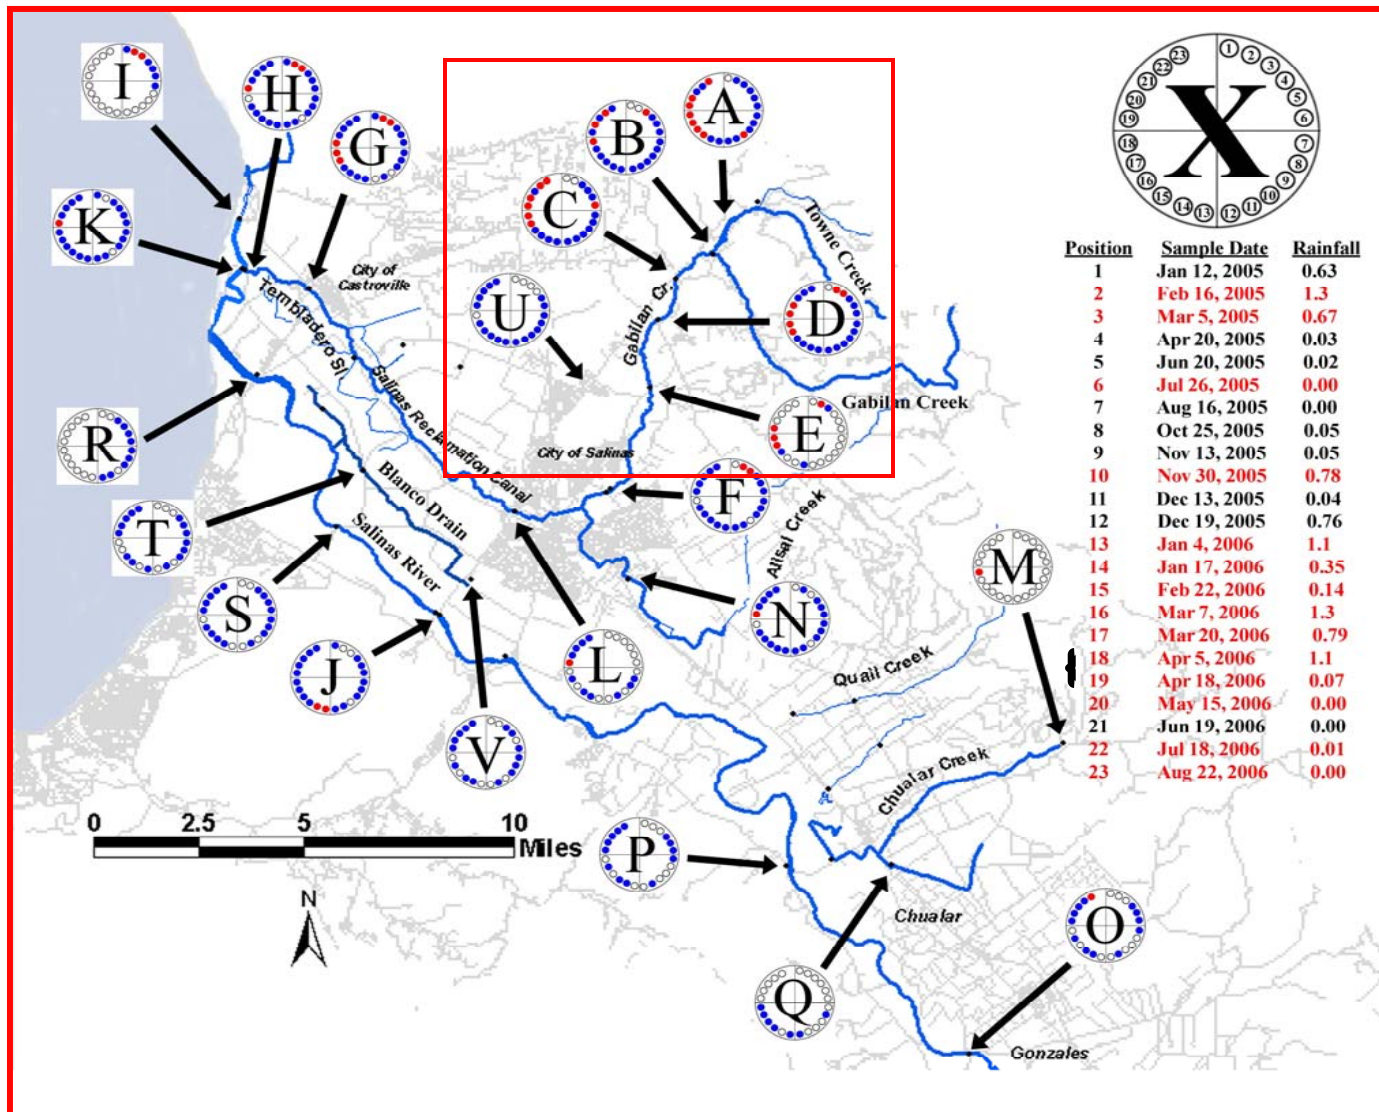 I
H
G
K
R
T
S
J
V
L
U
C
B
A
D
E
F
N
M
P
Q
O
City of
Castroville
Tembladero Sl
Salinas Reclamation Canal
Blanco Drain
Salinas River
City of Salinas
Gabilan Cr.
Towne Creek
Gabilan Creek
Alisal Creek
Quail Creek
Chualar Creek
Chualar
Gonzales
0 2.5 5 10
Miles
N
X
1 2 3 4 5 6 7 8 9 10 11 12 13 14 15 16 17 18 19 20 21 22 23
Position Sample Date Rainfall
1 Jan 12, 2005 0.63
2 Feb 16, 2005 1.3
3 Mar 5, 2005 0.67
4 Apr 20, 2005 0.03
5 Jun 20, 2005 0.02
6 Jul 26, 2005 0.00
7 Aug 16, 2005 0.00
8 Oct 25, 2005 0.05
9 Nov 13, 2005 0.05
10 Nov 30, 2005 0.78
11 Dec 13, 2005 0.04
12 Dec 19, 2005 0.76
13 Jan 4, 2006 1.1
14 Jan 17, 2006 0.35
15 Feb 22, 2006 0.14
16 Mar 7, 2006 1.3
17 Mar 20, 2006 0.79
18 Apr 5, 2006 1.1
19 Apr 18, 2006 0.07
20 May 15, 2006 0.00
21 Jun 19, 2006 0.00
22 Jul 18, 2006 0.01
23 Aug 22, 2006 0.00